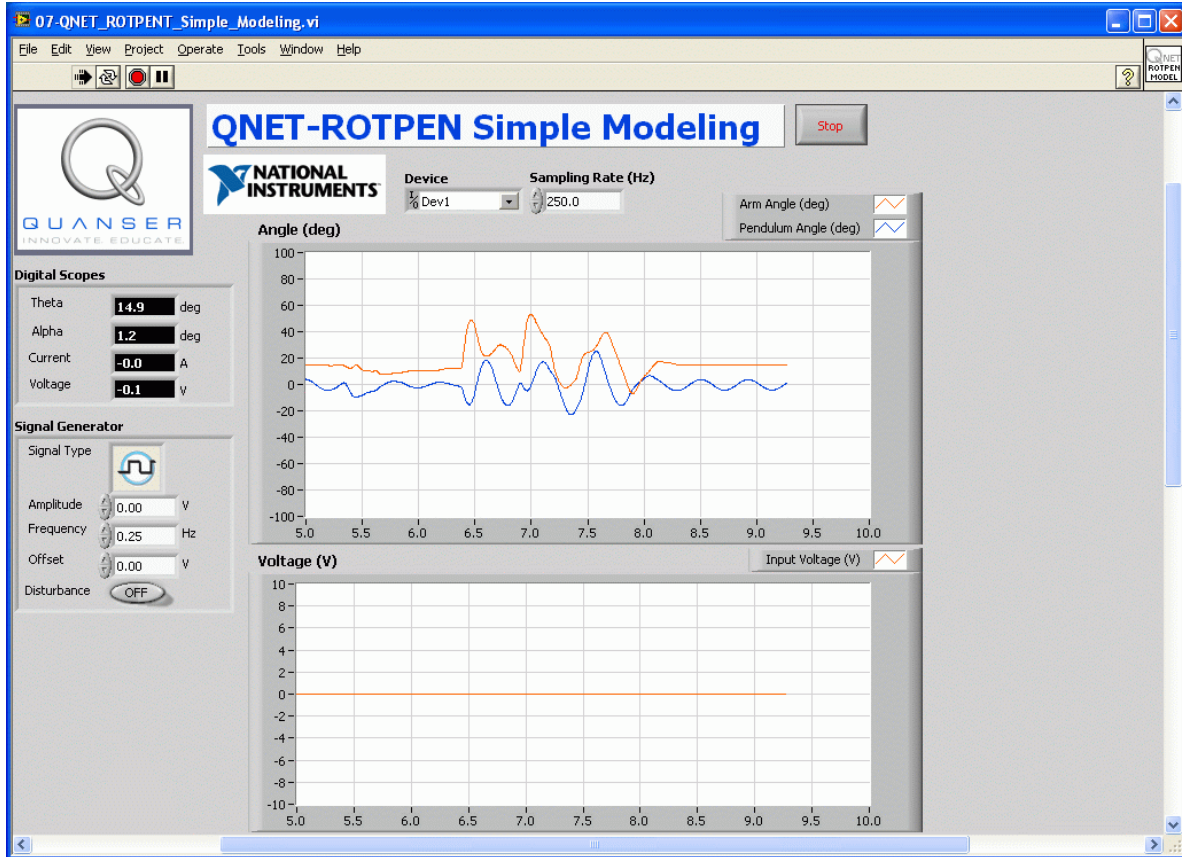 07-QNET_ROTPENT_Simple_Modeling.vi
File Edit View Project Operate Tools Window Help
QNET
ROTPEN
MODEL
QUANSER
INNOVATE EDUCATE
QNET-ROTPEN Simple Modeling
Stop
NATIONAL
INSTRUMENTS
Device
Dev1
Sampling Rate (Hz)
250.0
Digital Scopes
Theta 14.9 deg
Alpha 1.2 deg
Current -0.0 A
Voltage -0.1 V
Signal Generator
Signal Type
Amplitude 0.00 V
Frequency 0.25 Hz
Offset 0.00 V
Disturbance OFF
Angle (deg)
Arm Angle (deg)
Pendulum Angle (deg)
100
80
60
40
20
0
-20
-40
-60
-80
-100
5.0 5.5 6.0 6.5 7.0 7.5 8.0 8.5 9.0 9.5 10.0
Voltage (V)
Input Voltage (V)
10
8
6
4
2
0
-2
-4
-6
-8
-10
5.0 5.5 6.0 6.5 7.0 7.5 8.0 8.5 9.0 9.5 10.0